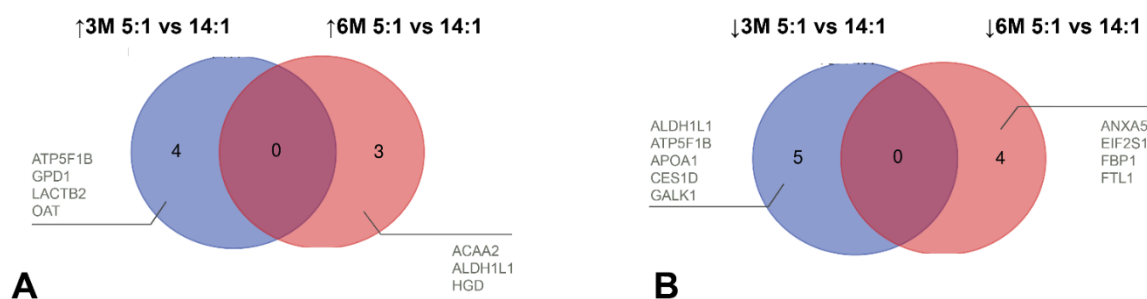 ↑3M 5:1 vs 14:1
↑6M 5:1 vs 14:1
4
0
3
ATP5F1B
GPD1
LACTB2
OAT
ACAA2
ALDH1L1
HGD
A
↓3M 5:1 vs 14:1
↓6M 5:1 vs 14:1
ALDH1L1
ATP5F1B
APOA1
CES1D
GALK1
5
0
4
ANXA5
EIF2S1
FBP1
FTL1
B